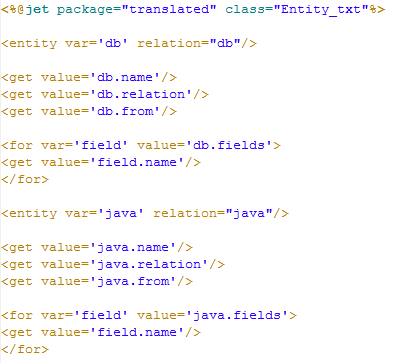 <%@jet package="translated" class="Entity_txt"%>
<entity var='db' relation="db"/>
<get value='db.name'/>
<get value='db.relation'/>
<get value='db.from'/>
<for var='field' value='db.fields'>
<get value='field.name'/>
</for>
<entity var='java' relation="java"/>
<get value='java.name'/>
<get value='java.relation'/>
<get value='java.from'/>
<for var='field' value='java.fields'>
<get value='field.name'/>
</for>